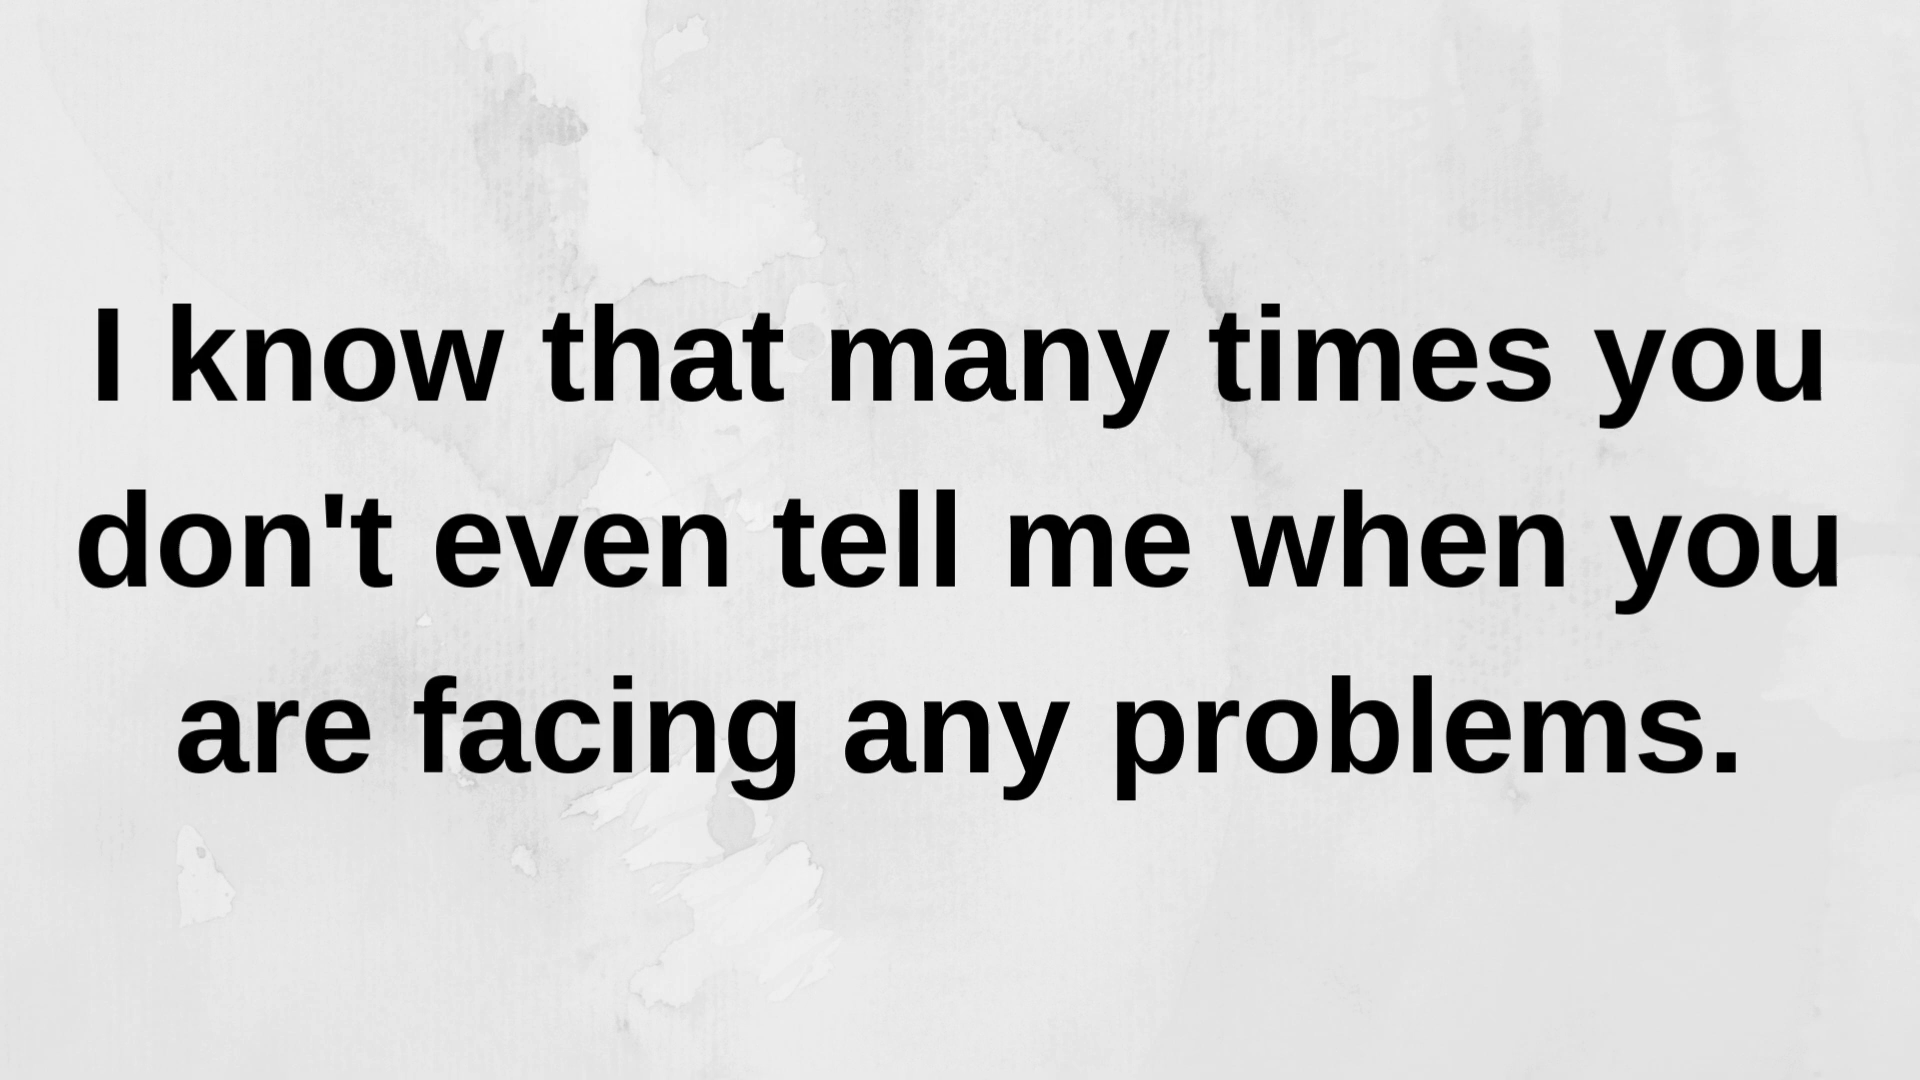 I know that many times you
don't even tell me when you
are facing any problems.